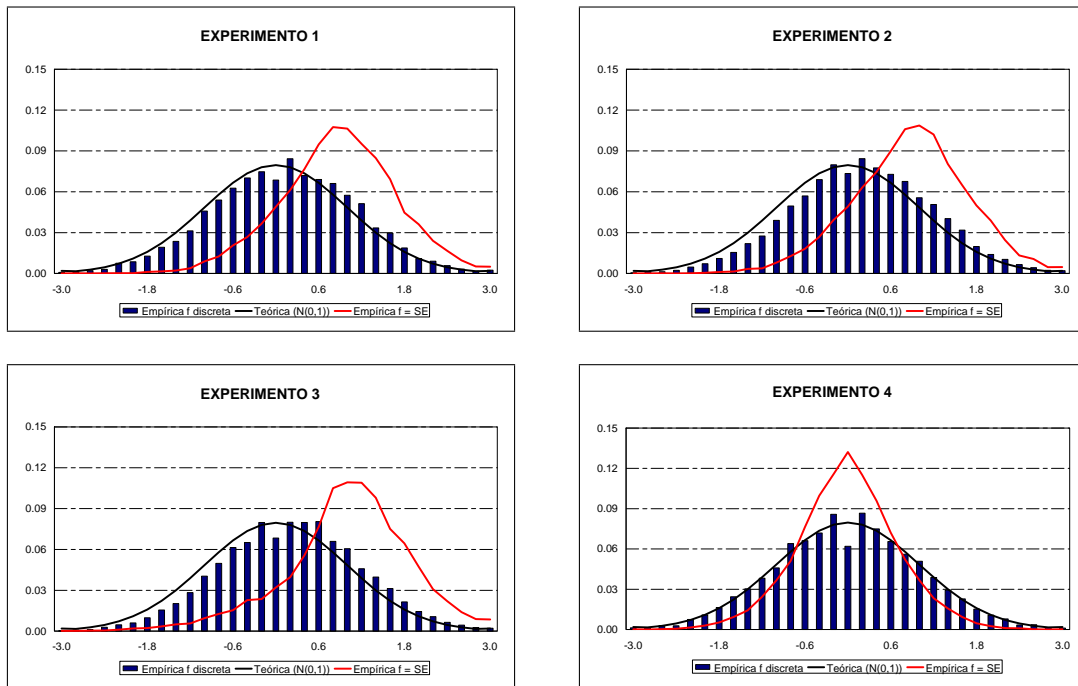 EXPERIMENTO 1
0.15
0.12
0.09
0.06
0.03
0.00
-3.0 -1.8 -0.6 0.6 1.8 3.0
Empírica f discreta Teórica (N(0,1)) Empírica f = SE
EXPERIMENTO 2
0.15
0.12
0.09
0.06
0.03
0.00
-3.0 -1.8 -0.6 0.6 1.8 3.0
Empírica f discreta Teórica (N(0,1)) Empírica f = SE
EXPERIMENTO 3
0.15
0.12
0.09
0.06
0.03
0.00
-3.0 -1.8 -0.6 0.6 1.8 3.0
Empírica f discreta Teórica (N(0,1)) Empírica f = SE
EXPERIMENTO 4
0.15
0.12
0.09
0.06
0.03
0.00
-3.0 -1.8 -0.6 0.6 1.8 3.0
Empírica f discreta Teórica (N(0,1)) Empírica f = SE